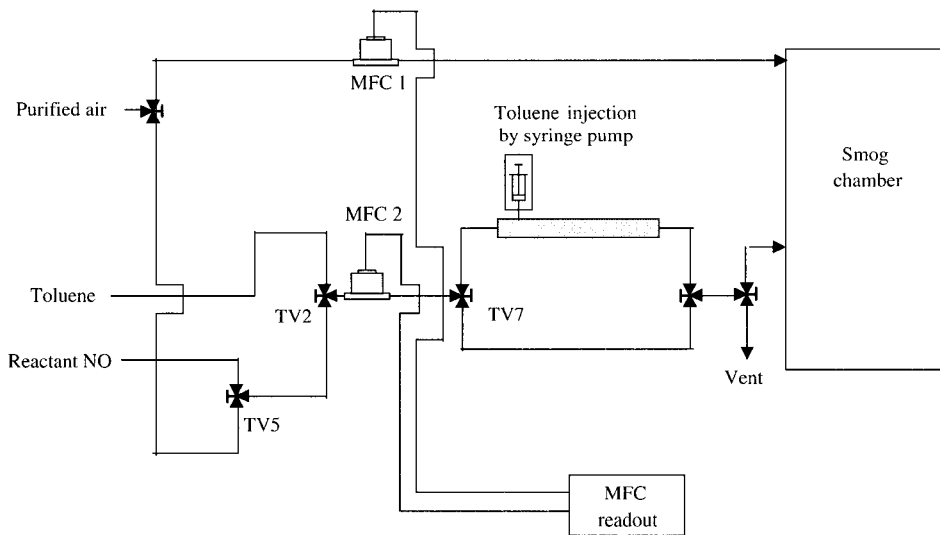 MFC 1
Purified air
Toluene injection
by syringe pump
Smog
chamber
MFC 2
Toluene
TV2
TV7
Reactant NO
Vent
TV5
MFC
readout